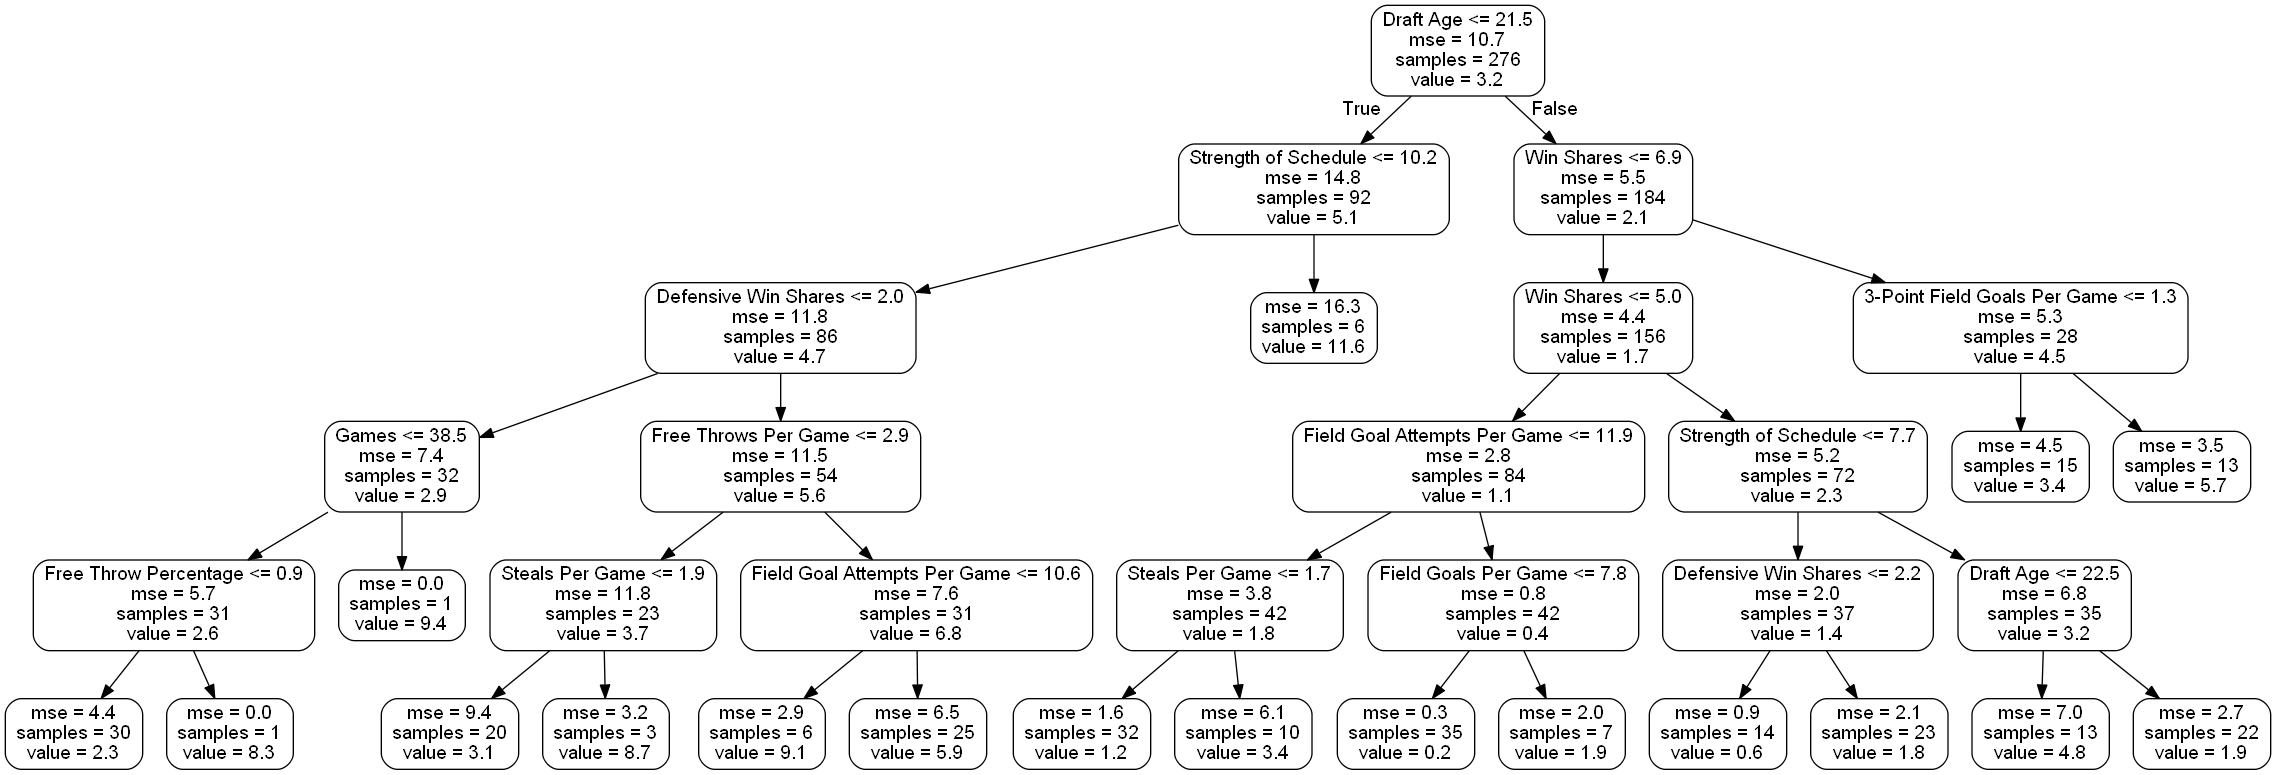 Draft Age <= 21.5
mse = 10.7
samples = 276
value = 3.2
True
False
Strength of Schedule <= 10.2
mse = 14.8
samples = 92
value = 5.1
Win Shares <= 6.9
mse = 5.5
samples = 184
value = 2.1
Defensive Win Shares <= 2.0
mse = 11.8
samples = 86
value = 4.7
mse = 16.3
samples = 6
value = 11.6
Win Shares <= 5.0
mse = 4.4
samples = 156
value = 1.7
3-Point Field Goals Per Game <= 1.3
mse = 5.3
samples = 28
value = 4.5
Games <= 38.5
mse = 7.4
samples = 32
value = 2.9
Free Throws Per Game <= 2.9
mse = 11.5
samples = 54
value = 5.6
Field Goal Attempts Per Game <= 11.9
mse = 2.8
samples = 84
value = 1.1
Strength of Schedule <= 7.7
mse = 5.2
samples = 72
value = 2.3
mse = 4.5
samples = 15
value = 3.4
mse = 3.5
samples = 13
value = 5.7
Free Throw Percentage <= 0.9
mse = 5.7
samples = 31
value = 2.6
mse = 0.0
samples = 1
value = 9.4
Steals Per Game <= 1.9
mse = 11.8
samples = 23
value = 3.7
Field Goal Attempts Per Game <= 10.6
mse = 7.6
samples = 31
value = 6.8
Steals Per Game <= 1.7
mse = 3.8
samples = 42
value = 1.8
Field Goals Per Game <= 7.8
mse = 0.8
samples = 42
value = 0.4
Defensive Win Shares <= 2.2
mse = 2.0
samples = 37
value = 1.4
Draft Age <= 22.5
mse = 6.8
samples = 35
value = 3.2
mse = 4.4
samples = 30
value = 2.3
mse = 0.0
samples = 1
value = 8.3
mse = 9.4
samples = 20
value = 3.1
mse = 3.2
samples = 3
value = 8.7
mse = 2.9
samples = 6
value = 9.1
mse = 6.5
samples = 25
value = 5.9
mse = 1.6
samples = 32
value = 1.2
mse = 6.1
samples = 10
value = 3.4
mse = 0.3
samples = 35
value = 0.2
mse = 2.0
samples = 7
value = 1.9
mse = 0.9
samples = 14
value = 0.6
mse = 2.1
samples = 23
value = 1.8
mse = 7.0
samples = 13
value = 4.8
mse = 2.7
samples = 22
value = 1.9